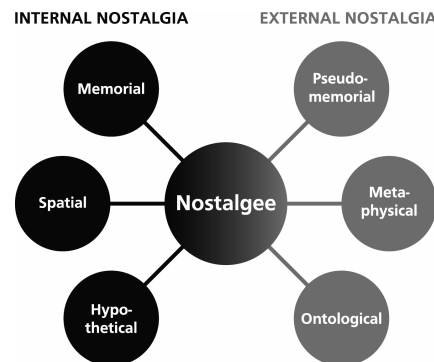 INTERNAL NOSTALGIA
EXTERNAL NOSTALGIA
Memorial
Pseudo-
memorial
Spatial
Nostalgee
Meta-
physical
Hypo-
thetical
Ontological